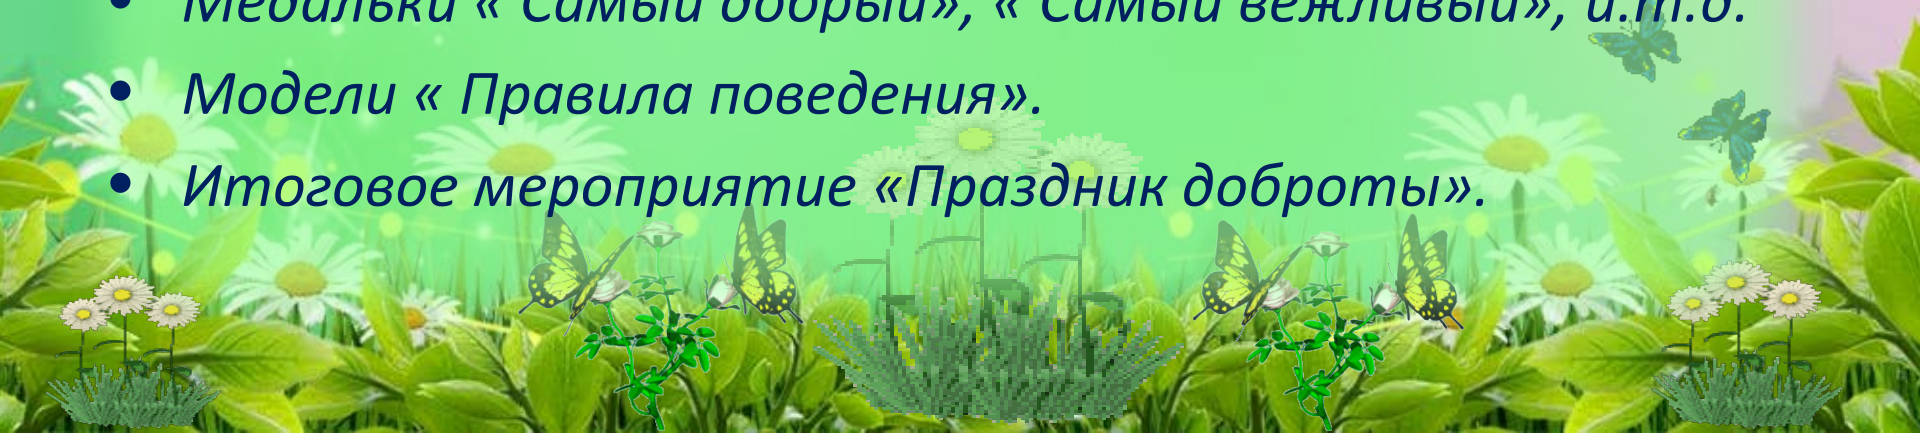 • Медальки « Самый добрый», « Самый вежливый», и.т.д.
• Модели « Правила поведения».
• Итоговое мероприятие «Праздник доброты».